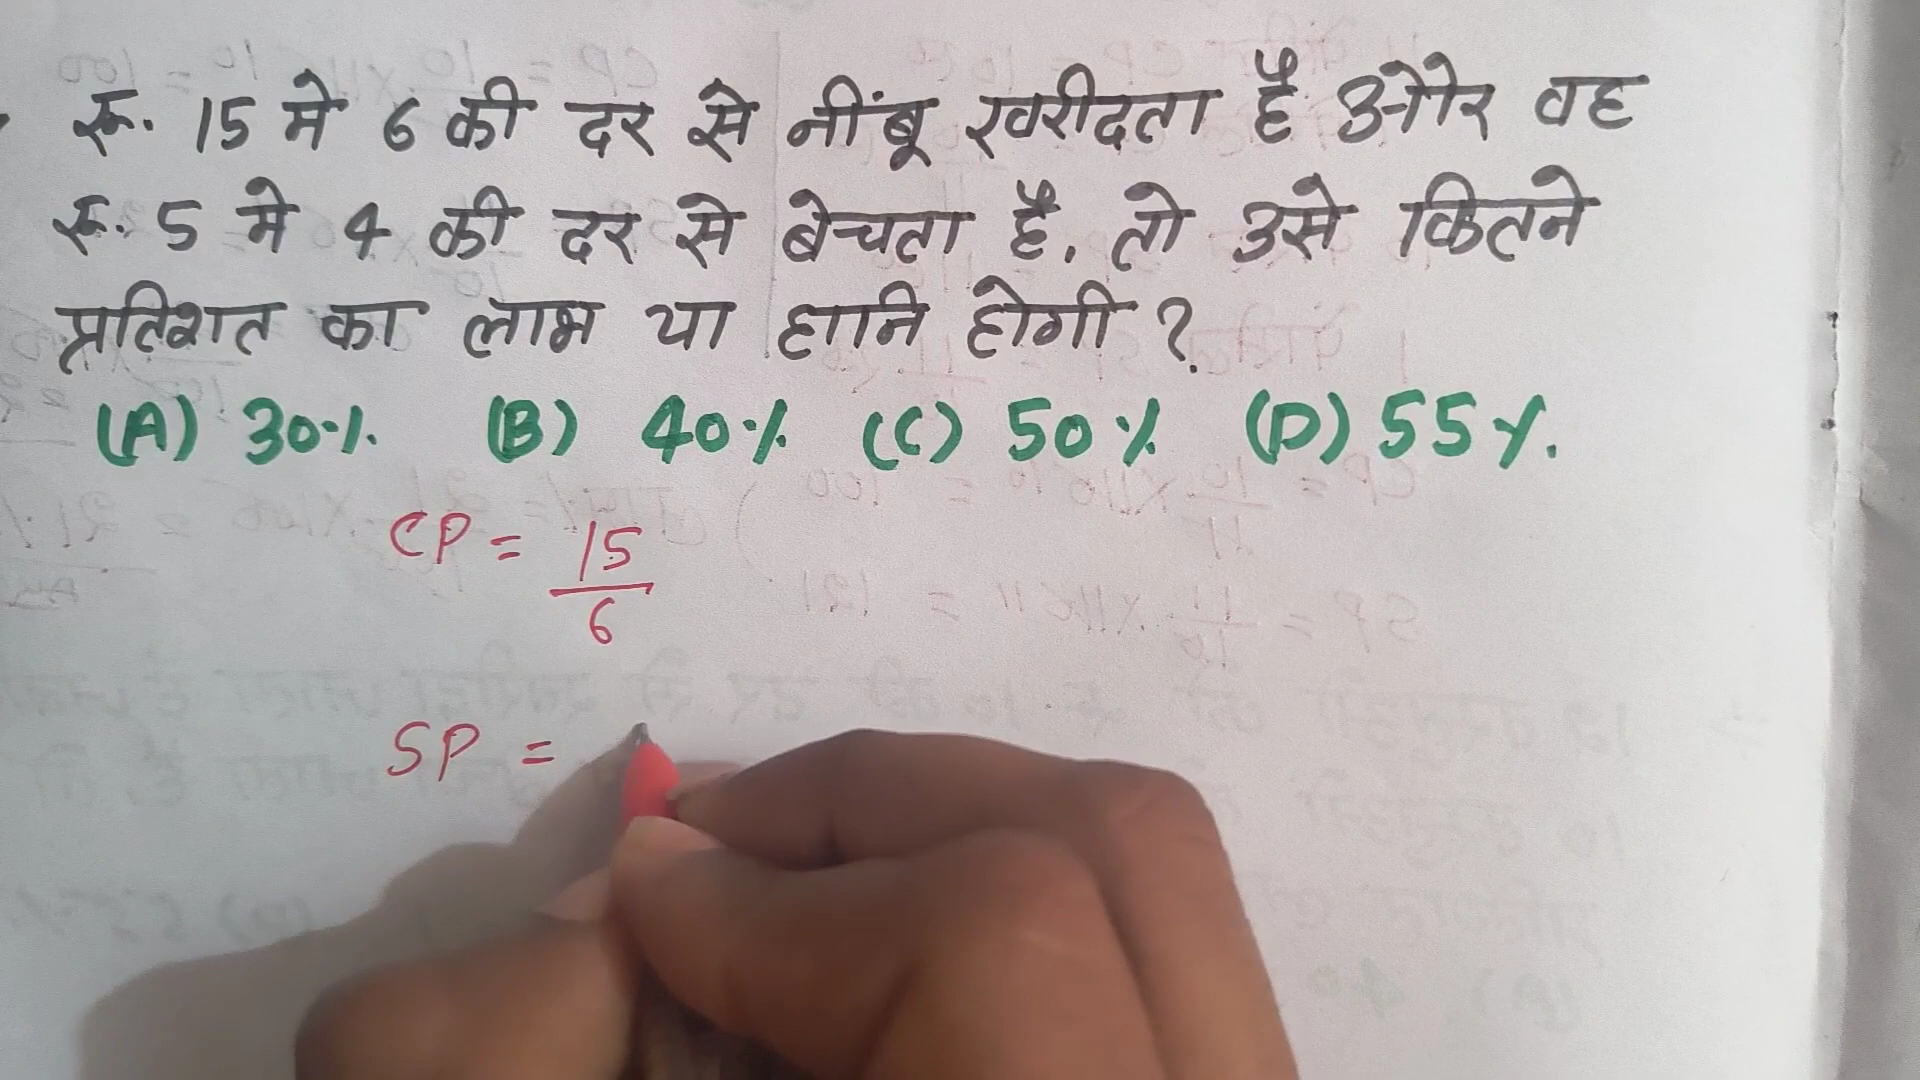 रू. 15 मे 6 की दर से नींबू खरीदता है और वह
रू. 5 मे 4 की दर से बेचता है, तो उसे कितने
प्रतिशत का लाभ या हानि होगी ?
(A) 30% (B) 40% (C) 50% (D) 55%.
CP = 15/6
SP =